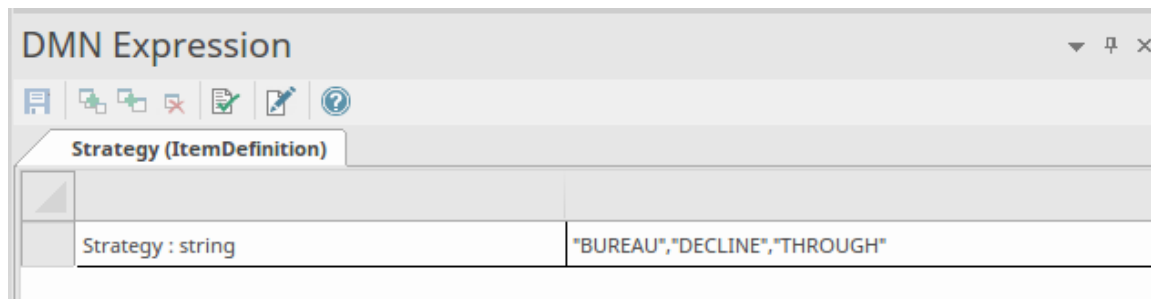 DMN Expression
Strategy (ItemDefinition)
Strategy : string "BUREAU","DECLINE","THROUGH"